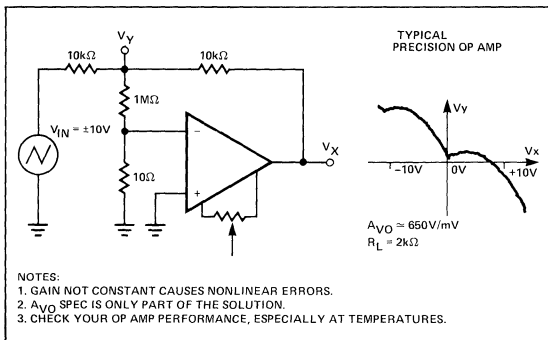 10kΩ
VY
10kΩ
1MΩ
VIN = ±10V
10Ω
−
+
VX
TYPICAL
PRECISION OP AMP
Vy
Vx
−10V
0V
+10V
AVO ≃ 650V/mV
RL = 2kΩ
NOTES:
1. GAIN NOT CONSTANT CAUSES NONLINEAR ERRORS.
2. AVO SPEC IS ONLY PART OF THE SOLUTION.
3. CHECK YOUR OP AMP PERFORMANCE, ESPECIALLY AT TEMPERATURES.